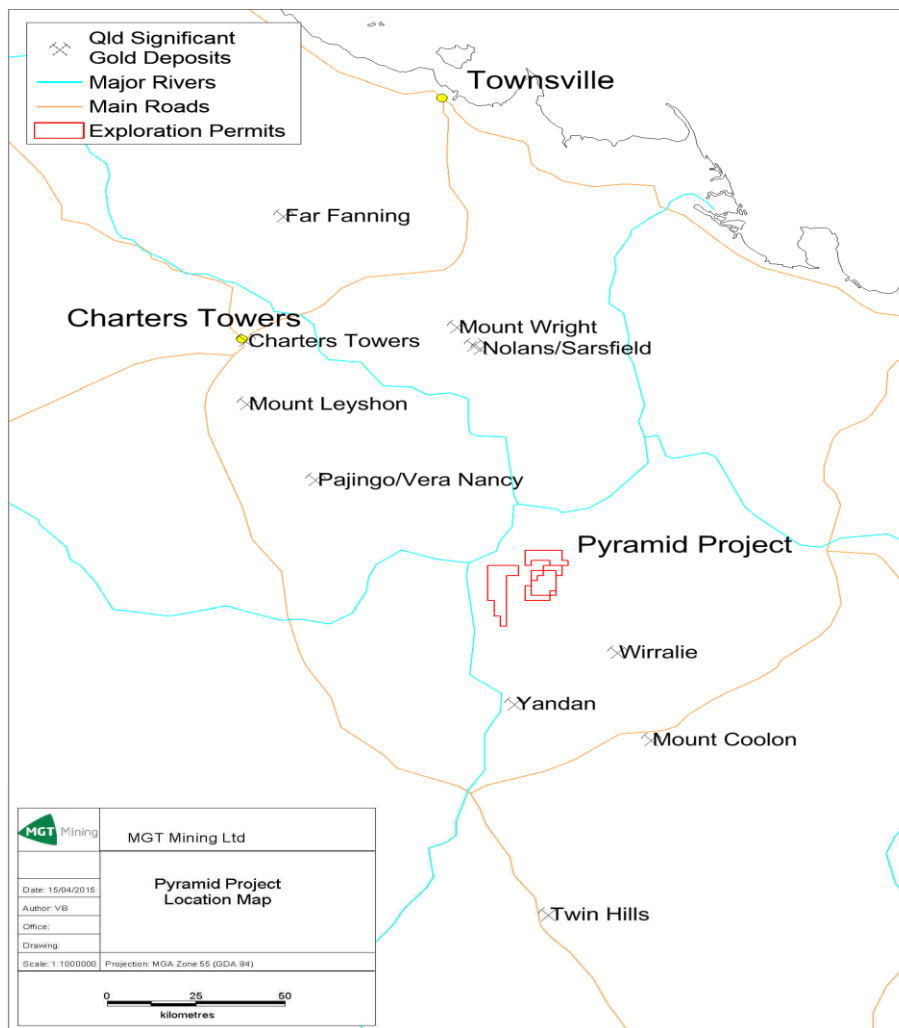 Qld Significant
Gold Deposits
Major Rivers
Main Roads
Exploration Permits
Townsville
Far Fanning
Charters Towers
Charters Towers
Mount Wright
Nolans/Sarsfield
Mount Leyshon
Pajingo/Vera Nancy
Pyramid Project
Wirralie
Yandan
Mount Coolon
Twin Hills
MGT Mining
MGT Mining Ltd
Pyramid Project
Location Map
Date: 15/04/2015
Author: VB
Office:
Drawing:
Scale: 1:1000000 Projection: MGA Zone 55 (GDA 94)
0 25 50
kilometres